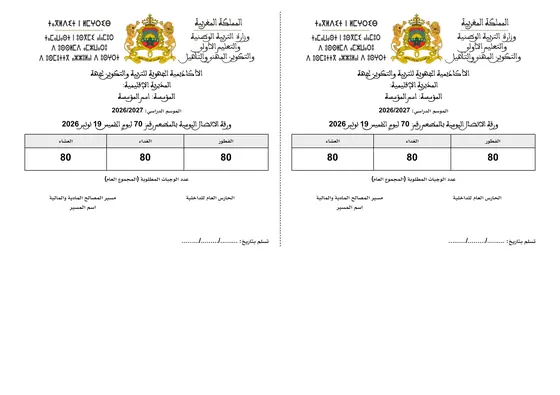 المملكة المغربية
وزارة التربية الوطنية
والتعليم الأولي
والتكوين المهني والتأهيل
ⵜⴰⴳⵍⴷⵉⵜ ⵏ ⵍⵎⵖⵔⵉⴱ
الأكاديمية الجهوية للتربية والتكوين لجهة
المديرية الإقليمية:
المؤسسة: اسم المؤسسة
الموسم الدراسي: 2026/2027
ورقة الاتصال اليومية بالمطعم رقم 70 ليوم الخميس 19 نونبر 2026
الفطور الغداء العشاء
80 80 80
عدد الوجبات المطلوبة (المجموع العام)
الحارس العام للداخلية مسير المصالح المادية والمالية
اسم المسير
تسلم بتاريخ: ........./........./.........
المملكة المغربية
وزارة التربية الوطنية
والتعليم الأولي
والتكوين المهني والتأهيل
الأكاديمية الجهوية للتربية والتكوين لجهة
المديرية الإقليمية:
المؤسسة: اسم المؤسسة
الموسم الدراسي: 2026/2027
ورقة الاتصال اليومية بالمطعم رقم 70 ليوم الخميس 19 نونبر 2026
الفطور الغداء العشاء
80 80 80
عدد الوجبات المطلوبة (المجموع العام)
الحارس العام للداخلية مسير المصالح المادية والمالية
اسم المسير
تسلم بتاريخ: ........./........./.........